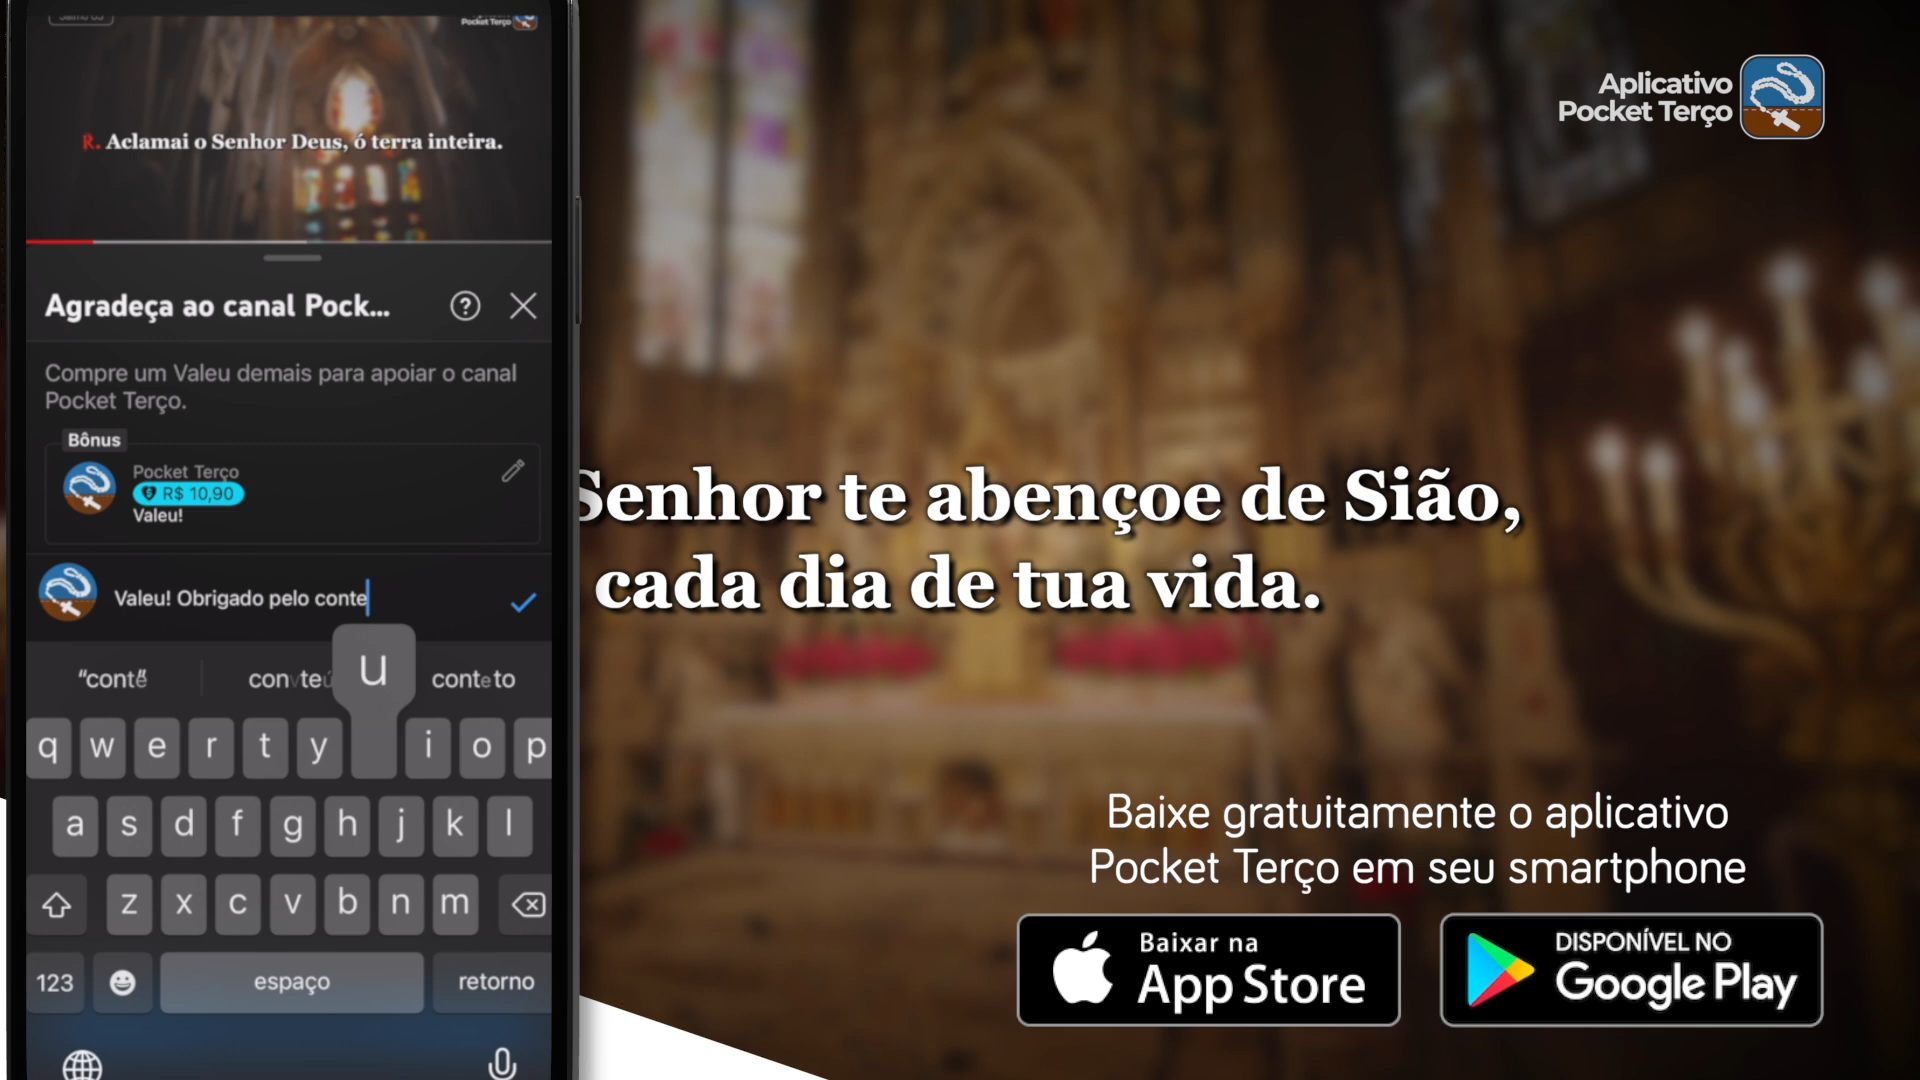 Pocket Terço
R. Aclamai o Senhor Deus, ó terra inteira.
Agradeça ao canal Pock...
Compre um Valeu demais para apoiar o canal
Pocket Terço.
Bônus
Pocket Terço
R$ 10,90
Valeu!
Valeu! Obrigado pelo conte
u
q w e r t y i o p
a s d f g h j k l
z x c v b n m
123 espaço retorno
Aplicativo
Pocket Terço
Senhor te abençoe de Sião,
cada dia de tua vida.
Baixe gratuitamente o aplicativo
Pocket Terço em seu smartphone
Baixar na
App Store
DISPONÍVEL NO
Google Play